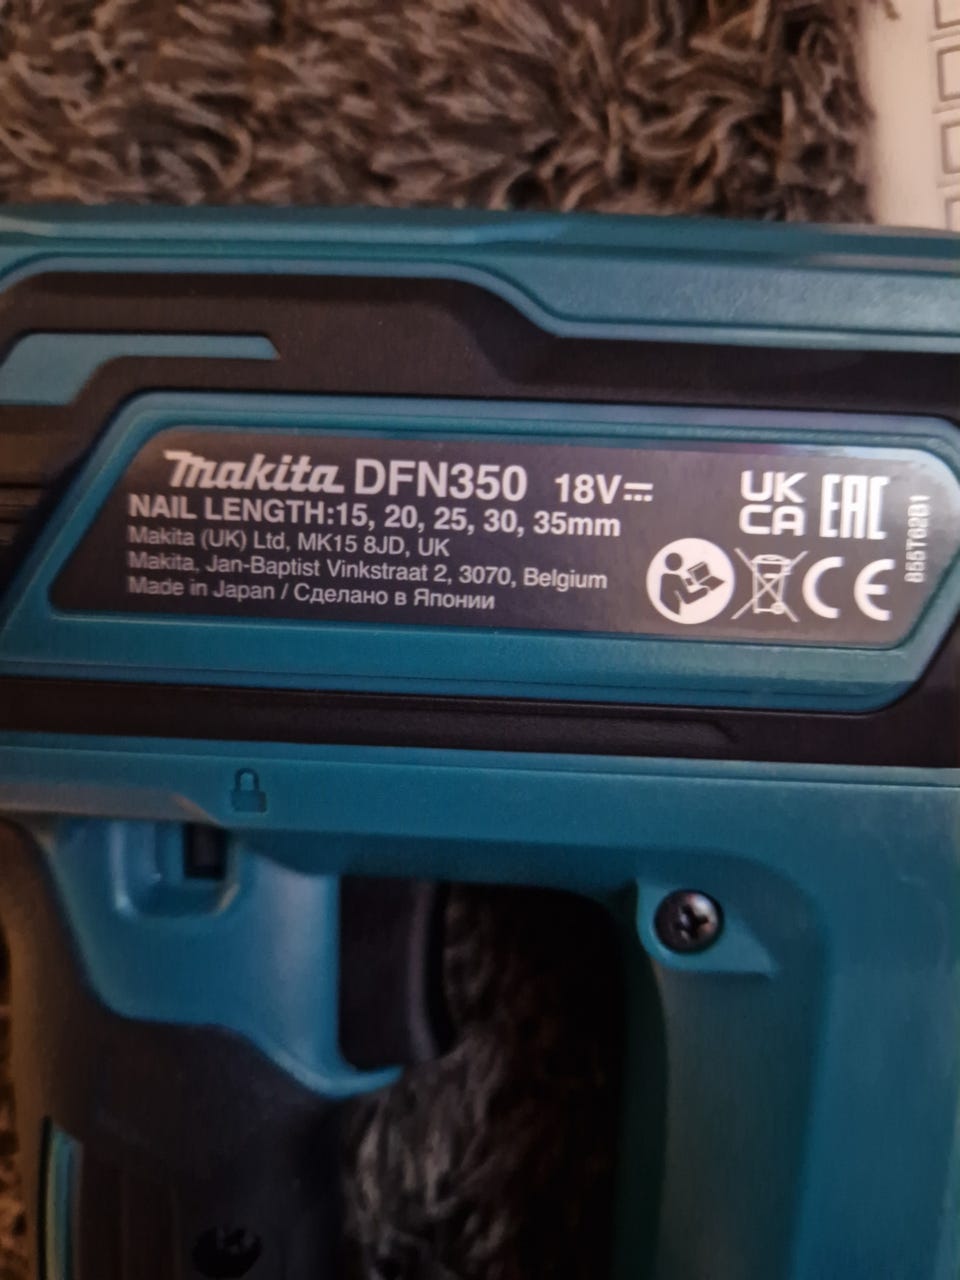 makita DFN350 18V
NAIL LENGTH:15, 20, 25, 30, 35mm
Makita (UK) Ltd, MK15 8JD, UK
Makita, Jan-Baptist Vinkstraat 2, 3070, Belgium
Made in Japan / Сделано в Японии
UK
CA
EAC
CE
855T62B1